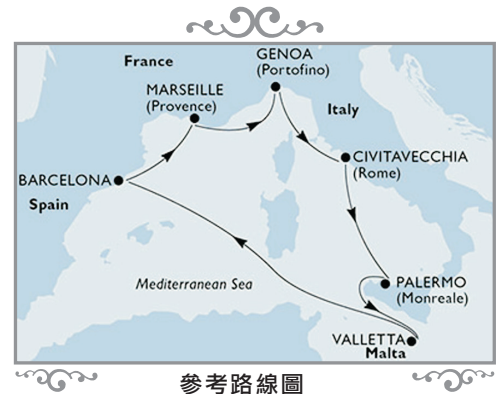 GENOA
(Portofino)
France
MARSEILLE
(Provence)
Italy
CIVITAVECCHIA
(Rome)
BARCELONA
Spain
Mediterranean Sea
PALERMO
(Monreale)
VALLETTA
Malta
參考路線圖